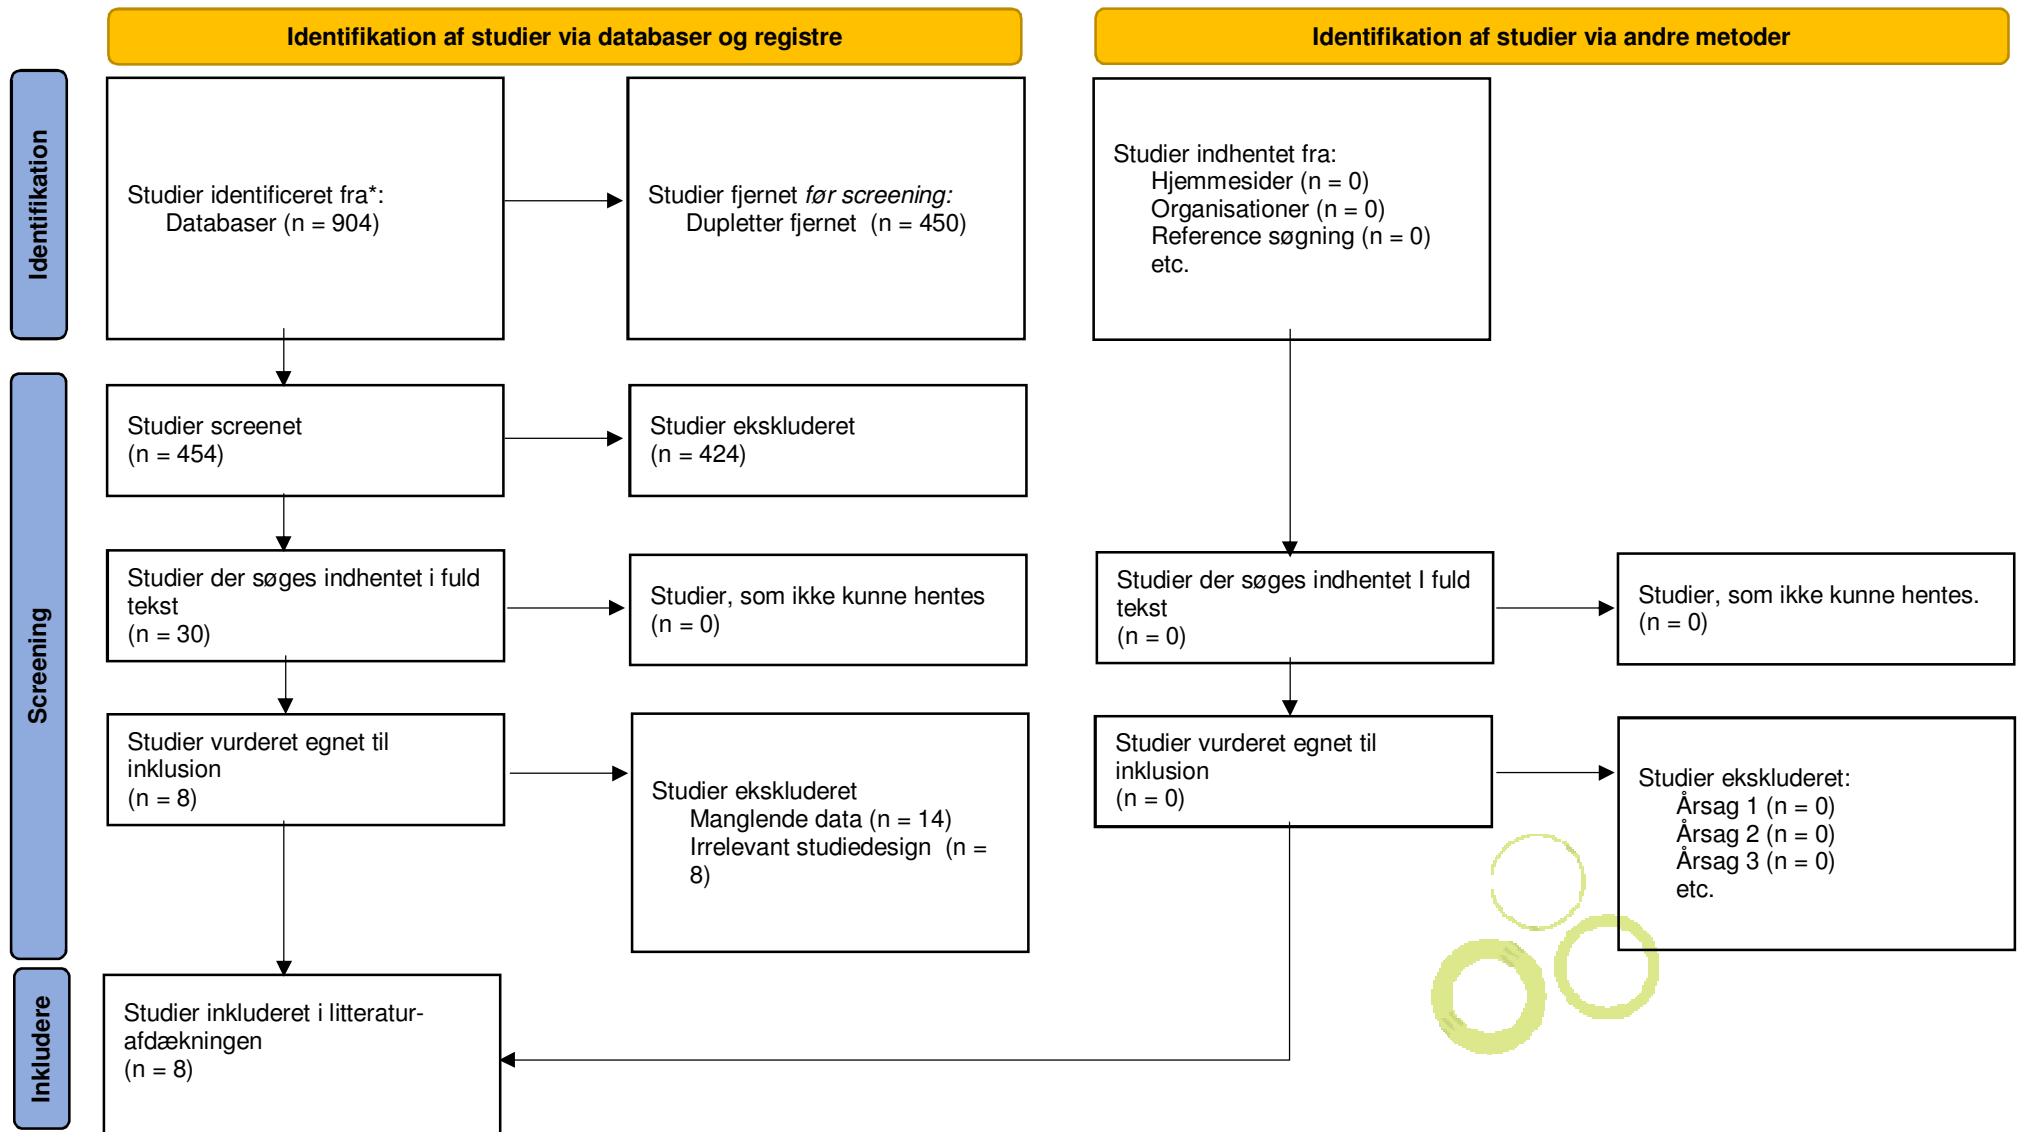 Identifikation af studier via databaser og registre
Identifikation af studier via andre metoder
Identifikation
Studier identificeret fra*:
Databaser (n = 904)
Studier fjernet før screening:
Dupletter fjernet  (n = 450)
Studier indhentet fra:
Hjemmesider (n = 0)
Organisationer (n = 0)
Reference søgning (n = 0)
etc.
Screening
Studier screenet
(n = 454)
Studier ekskluderet
(n = 424)
Studier der søges indhentet i fuld
tekst
(n = 30)
Studier, som ikke kunne hentes
(n = 0)
Studier der søges indhentet I fuld
tekst
(n = 0)
Studier, som ikke kunne hentes.
(n = 0)
Studier vurderet egnet til
inklusion
(n = 8)
Studier ekskluderet
Manglende data (n = 14)
Irrelevant studiedesign  (n =
8)
Studier vurderet egnet til
inklusion
(n = 0)
Studier ekskluderet:
Årsag 1 (n = 0)
Årsag 2 (n = 0)
Årsag 3 (n = 0)
etc.
Inkludere
Studier inkluderet i litteratur-
afdækningen
(n = 8)